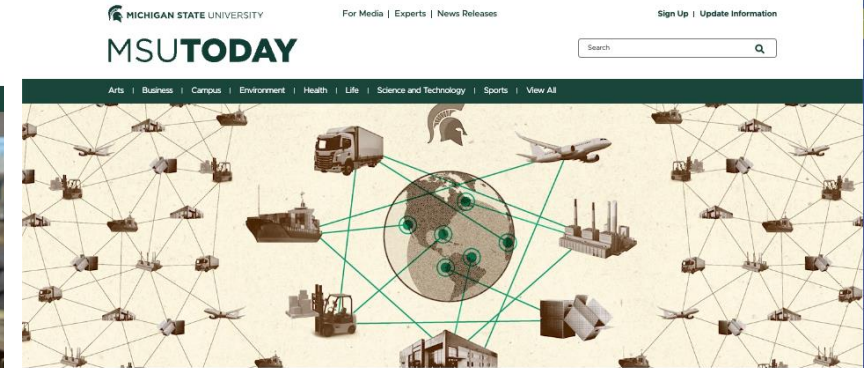 MICHIGAN STATE UNIVERSITY
For Media | Experts | News Releases
Sign Up | Update Information
MSUTODAY
Search
Arts | Business | Campus | Environment | Health | Life | Science and Technology | Sports | View All